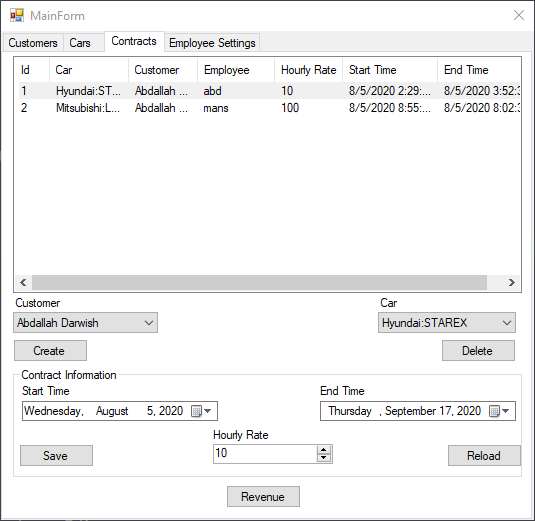 MainForm
Customers Cars Contracts Employee Settings
Id Car Customer Employee Hourly Rate Start Time End Time
1 Hyundai:ST... Abdallah ... abd 10 8/5/2020 2:29:... 8/5/2020 3:52:3
2 Mitsubishi:L... Abdallah ... mans 100 8/5/2020 8:55:... 8/5/2020 8:02:3
Customer Car
Abdallah Darwish Hyundai:STAREX
Create Delete
Contract Information
Start Time End Time
Wednesday, August 5, 2020 Thursday , September 17, 2020
Hourly Rate
Save 10 Reload
Revenue